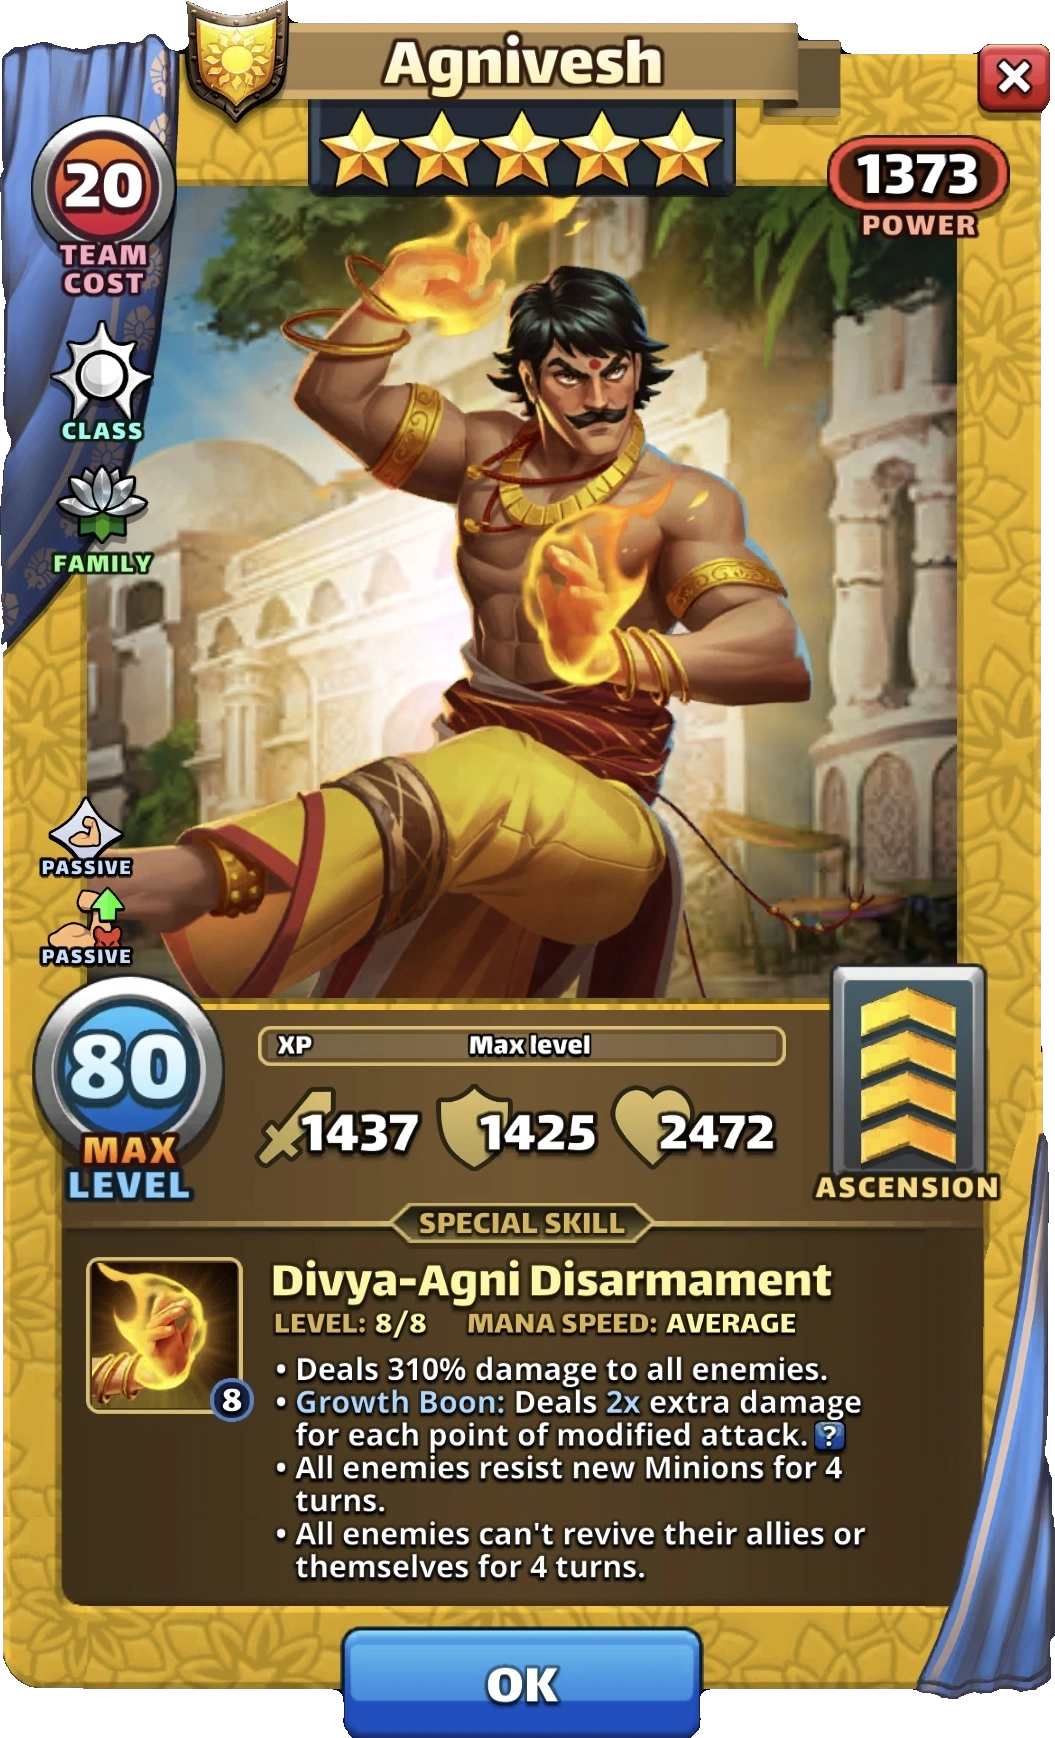 Agnivesh
20
TEAM
COST
1373
POWER
CLASS
FAMILY
PASSIVE
PASSIVE
80
MAX
LEVEL
XP Max level
1437 1425 2472
ASCENSION
SPECIAL SKILL
Divya-Agni Disarmament
LEVEL: 8/8 MANA SPEED: AVERAGE
8
• Deals 310% damage to all enemies.
• Growth Boon: Deals 2x extra damage
for each point of modified attack. ?
• All enemies resist new Minions for 4
turns.
• All enemies can't revive their allies or
themselves for 4 turns.
OK